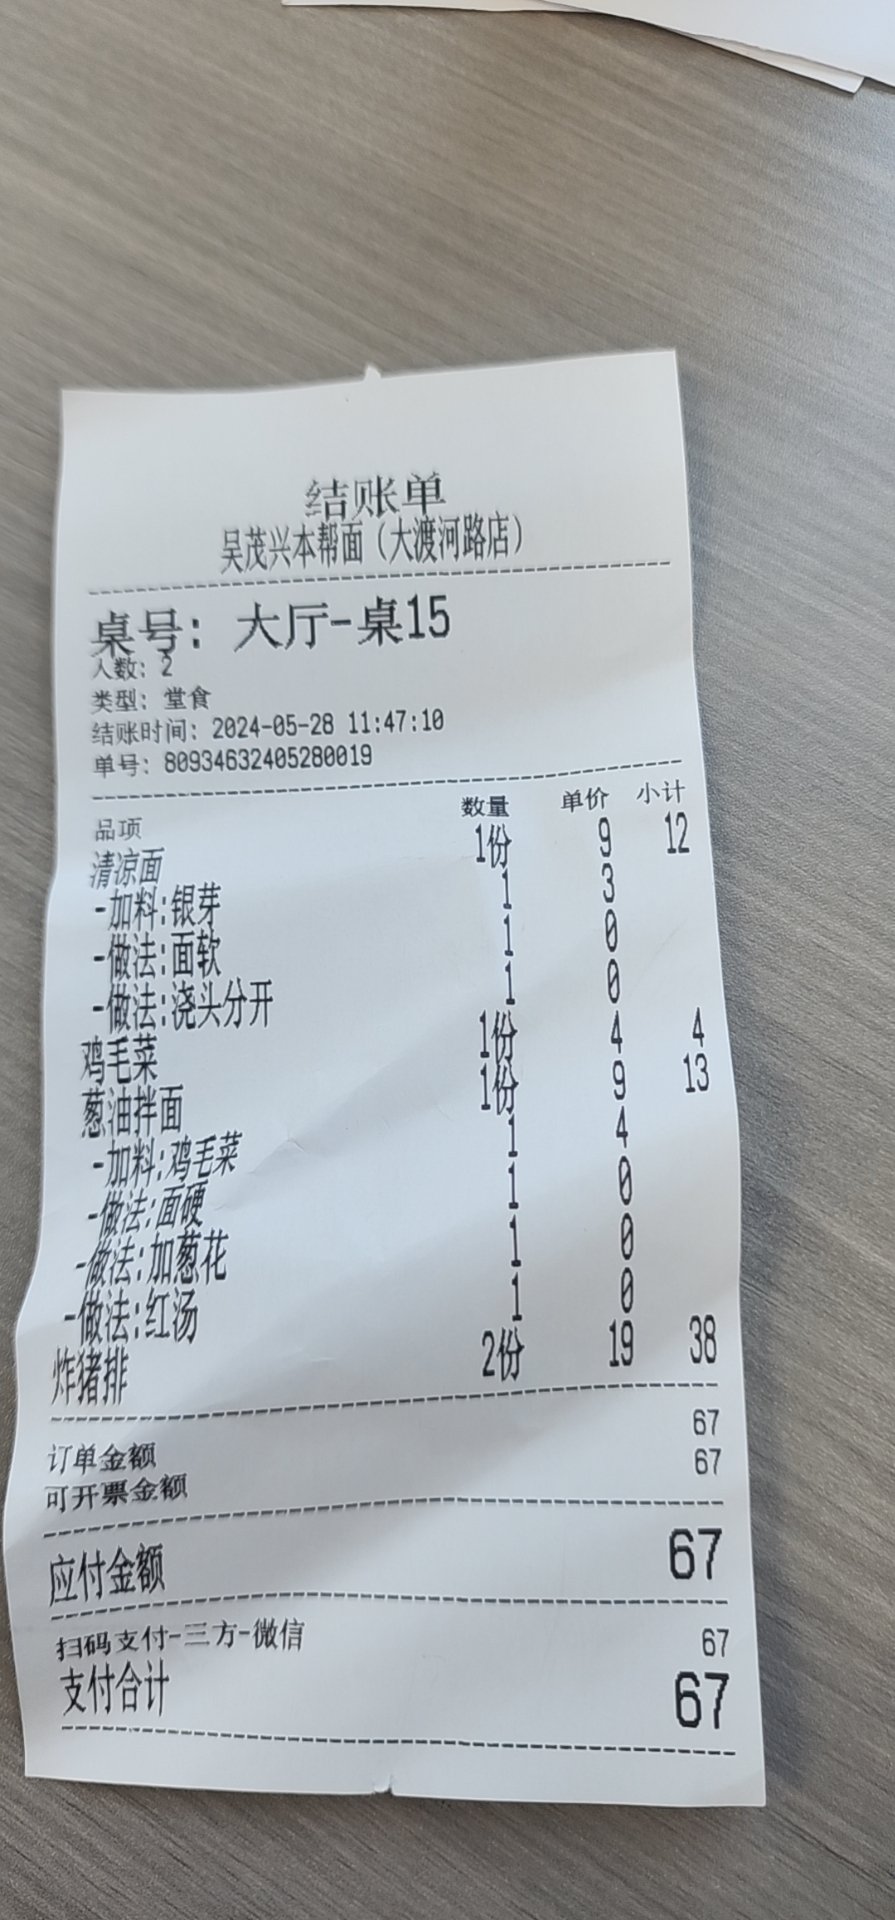 结账单
吴茂兴本帮面（大渡河路店）
桌号：大厅-桌15
人数：2
类型：堂食
结账时间：2024-05-28 11:47:10
单号：80934632405280019
品项 数量 单价 小计
清凉面 1份 9 12
-加料:银芽 1 3
-做法:面软 1 0
-做法:浇头分开 1 0
鸡毛菜 1份 4 4
葱油拌面 1份 9 13
-加料:鸡毛菜 1 4
-做法:面硬 1 0
-做法:加葱花 1 0
-做法:红汤 1 0
炸猪排 2份 19 38
订单金额 67
可开票金额 67
应付金额 67
扫码支付-三方-微信 67
支付合计 67